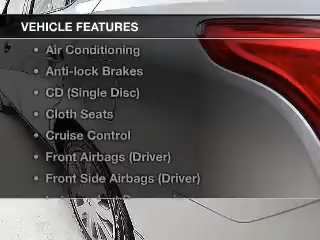 VEHICLE FEATURES
• Air Conditioning
• Anti-lock Brakes
• CD (Single Disc)
• Cloth Seats
• Cruise Control
• Front Airbags (Driver)
• Front Side Airbags (Driver)